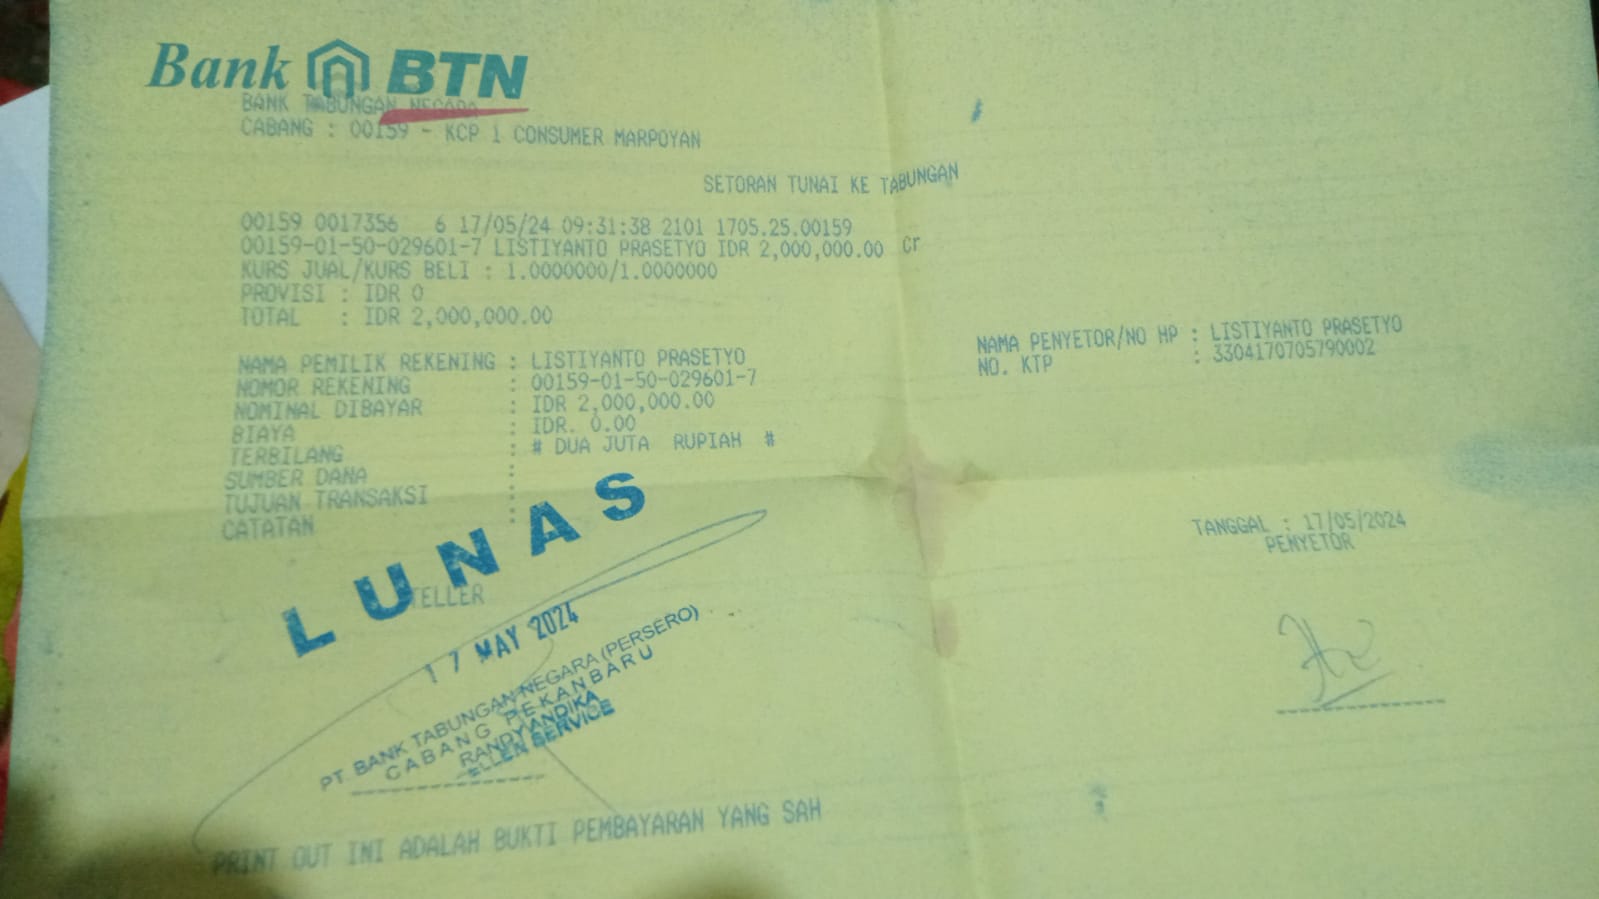 Bank BTN
BANK TABUNGAN NEGARA
CABANG : 00159 - KCP 1 CONSUMER MARPOYAN
SETORAN TUNAI KE TABUNGAN
00159 0017356 6 17/05/24 09:31:38 2101 1705.25.00159
00159-01-50-029601-7 LISTIYANTO PRASETYO IDR 2,000,000.00 Cr
KURS JUAL/KURS BELI : 1.0000000/1.0000000
PROVISI : IDR 0
TOTAL : IDR 2,000,000.00
NAMA PEMILIK REKENING : LISTIYANTO PRASETYO
NOMOR REKENING : 00159-01-50-029601-7
NOMINAL DIBAYAR : IDR 2,000,000.00
BIAYA : IDR. 0.00
TERBILANG : # DUA JUTA RUPIAH #
SUMBER DANA :
TUJUAN TRANSAKSI :
CATATAN :
NAMA PENYETOR/NO HP : LISTIYANTO PRASETYO
NO. KTP : 3304170705790002
TANGGAL : 17/05/2024
PENYETOR
LUNAS
TELLER
17 MAY 2024
PT. BANK TABUNGAN NEGARA (PERSERO)
CABANG PEKANBARU
RANDY ANDIKA
SERVICE
PRINT OUT INI ADALAH BUKTI PEMBAYARAN YANG SAH